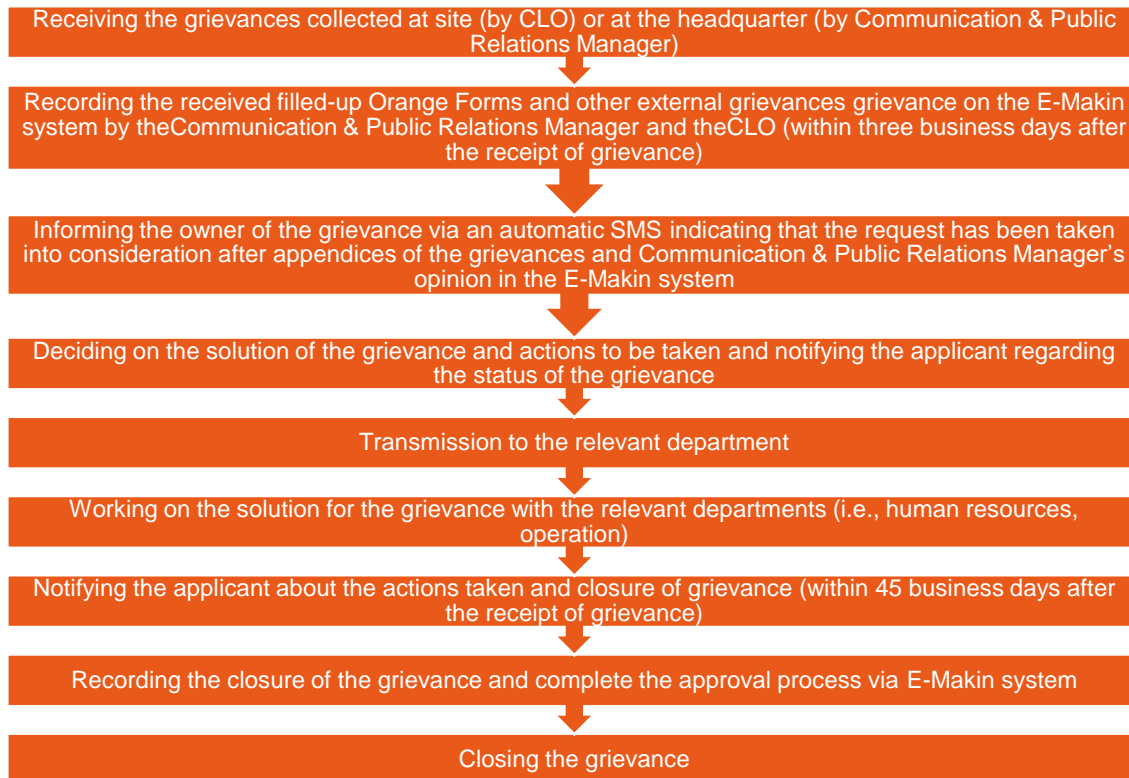 Receiving the grievances collected at site (by CLO) or at the headquarter (by Communication & Public
Relations Manager)
Recording the received filled-up Orange Forms and other external grievances grievance on the E-Makin
system by theCommunication & Public Relations Manager and theCLO (within three business days after
the receipt of grievance)
Informing the owner of the grievance via an automatic SMS indicating that the request has been taken
into consideration after appendices of the grievances and Communication & Public Relations Manager’s
opinion in the E-Makin system
Deciding on the solution of the grievance and actions to be taken and notifying the applicant regarding
the status of the grievance
Transmission to the relevant department
Working on the solution for the grievance with the relevant departments (i.e., human resources,
operation)
Notifying the applicant about the actions taken and closure of grievance (within 45 business days after
the receipt of grievance)
Recording the closure of the grievance and complete the approval process via E-Makin system
Closing the grievance